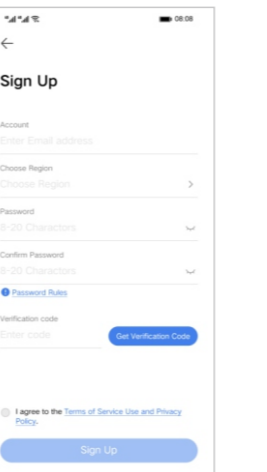 08:08
Sign Up
Account
Enter Email address
Choose Region
Choose Region
Password
8-20 Charactors
Confirm Password
8-20 Charactors
Password Rules
Verification code
Enter code
Get Verification Code
I agree to the Terms of Service Use and Privacy
Policy.
Sign Up